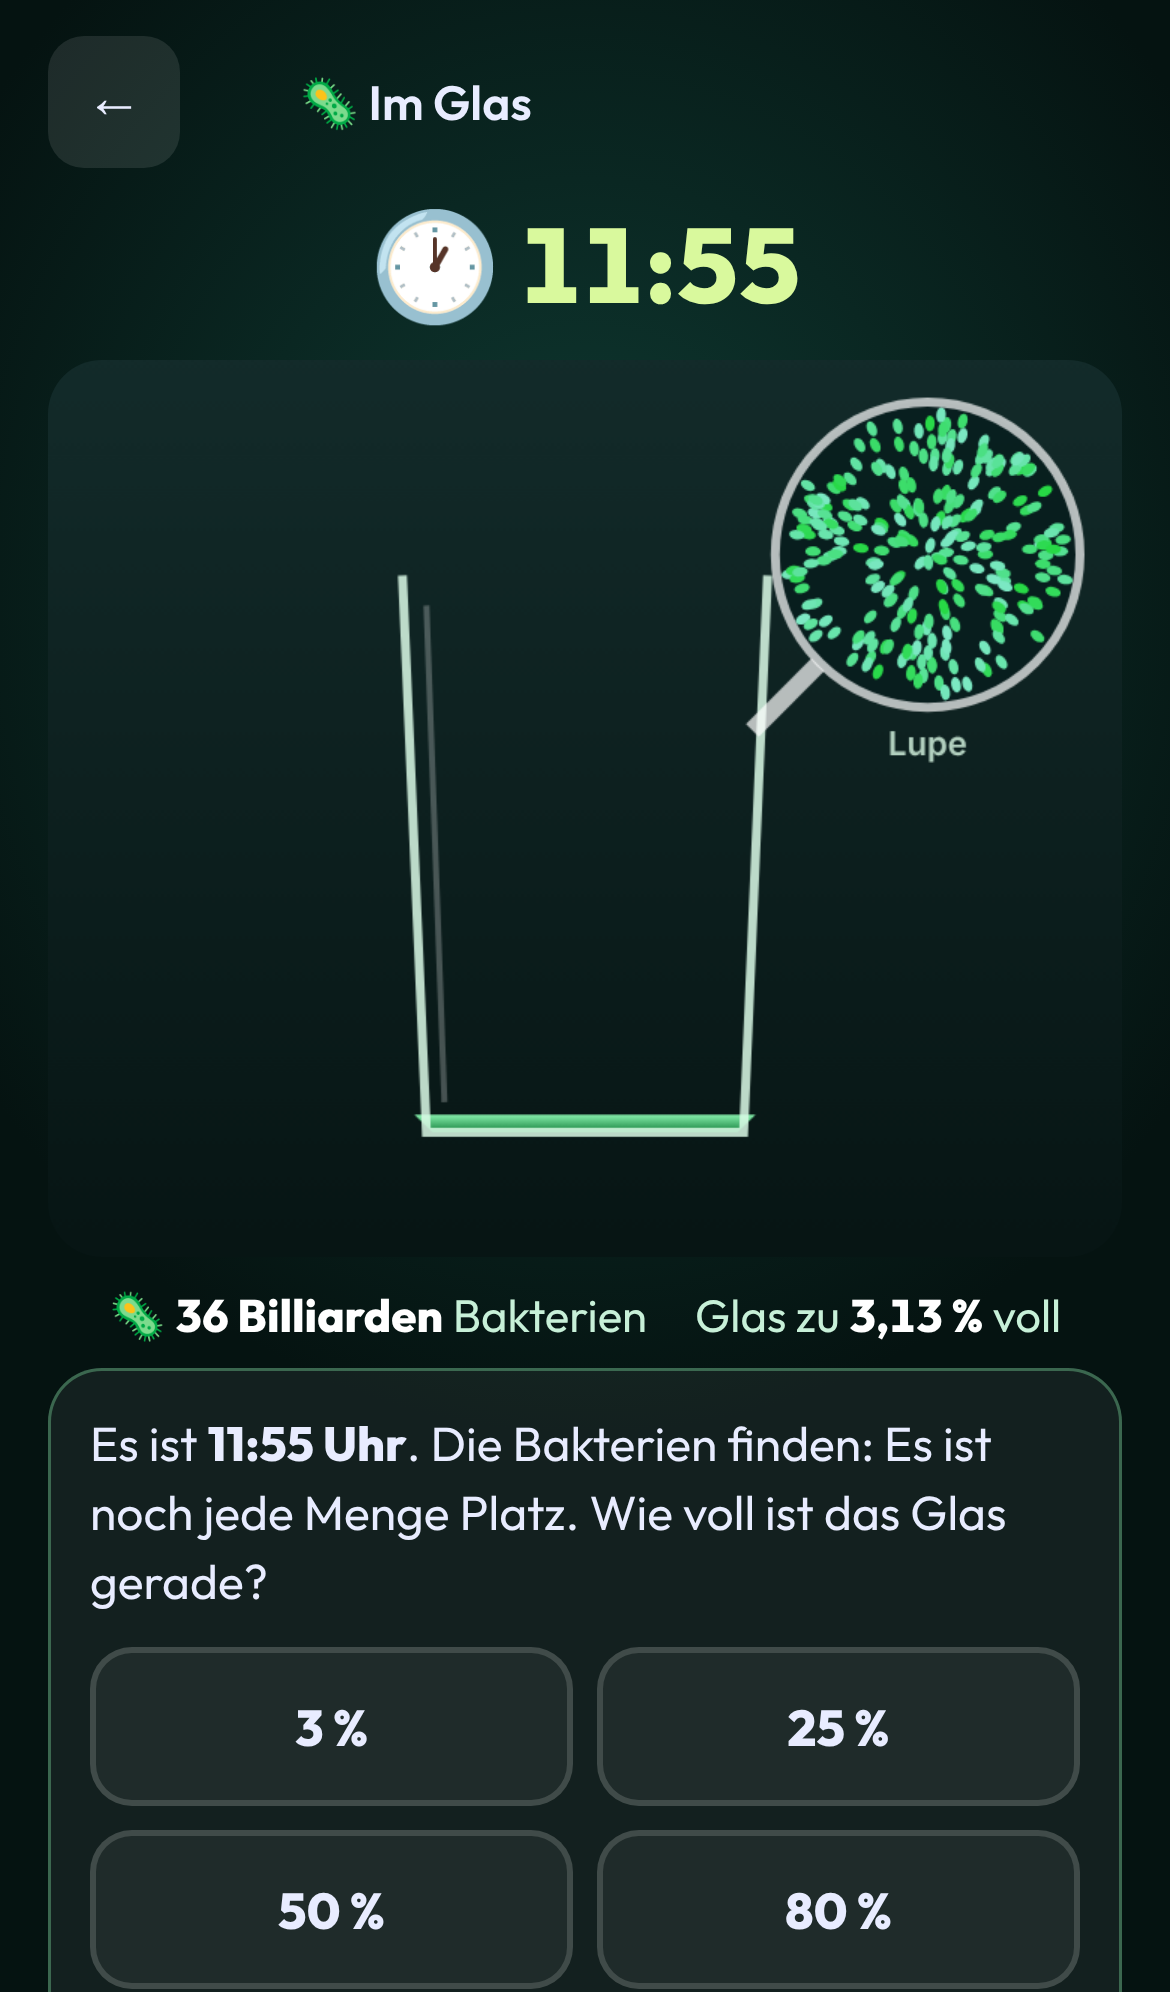 ← 🦠 Im Glas
🕐 11:55
Lupe
🦠 36 Billiarden Bakterien Glas zu 3,13 % voll
Es ist 11:55 Uhr. Die Bakterien finden: Es ist
noch jede Menge Platz. Wie voll ist das Glas
gerade?
3 % 25 %
50 % 80 %